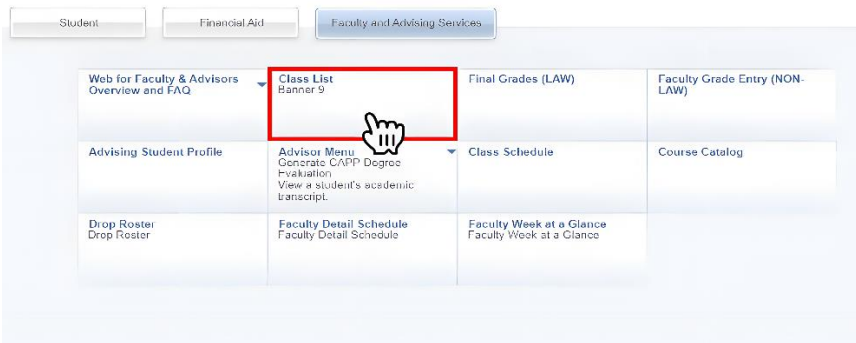 Student
Financial Aid
Faculty and Advising Services
Web for Faculty & Advisors
Overview and FAQ
Class List
Banner 9
Final Grades (LAW)
Faculty Grade Entry (NON-
LAW)
Advising Student Profile
Advisor Menu
Generate CAPP Degree
Evaluation
View a student's academic
transcript.
Class Schedule
Course Catalog
Drop Roster
Drop Roster
Faculty Detail Schedule
Faculty Detail Schedule
Faculty Week at a Glance
Faculty Week at a Glance